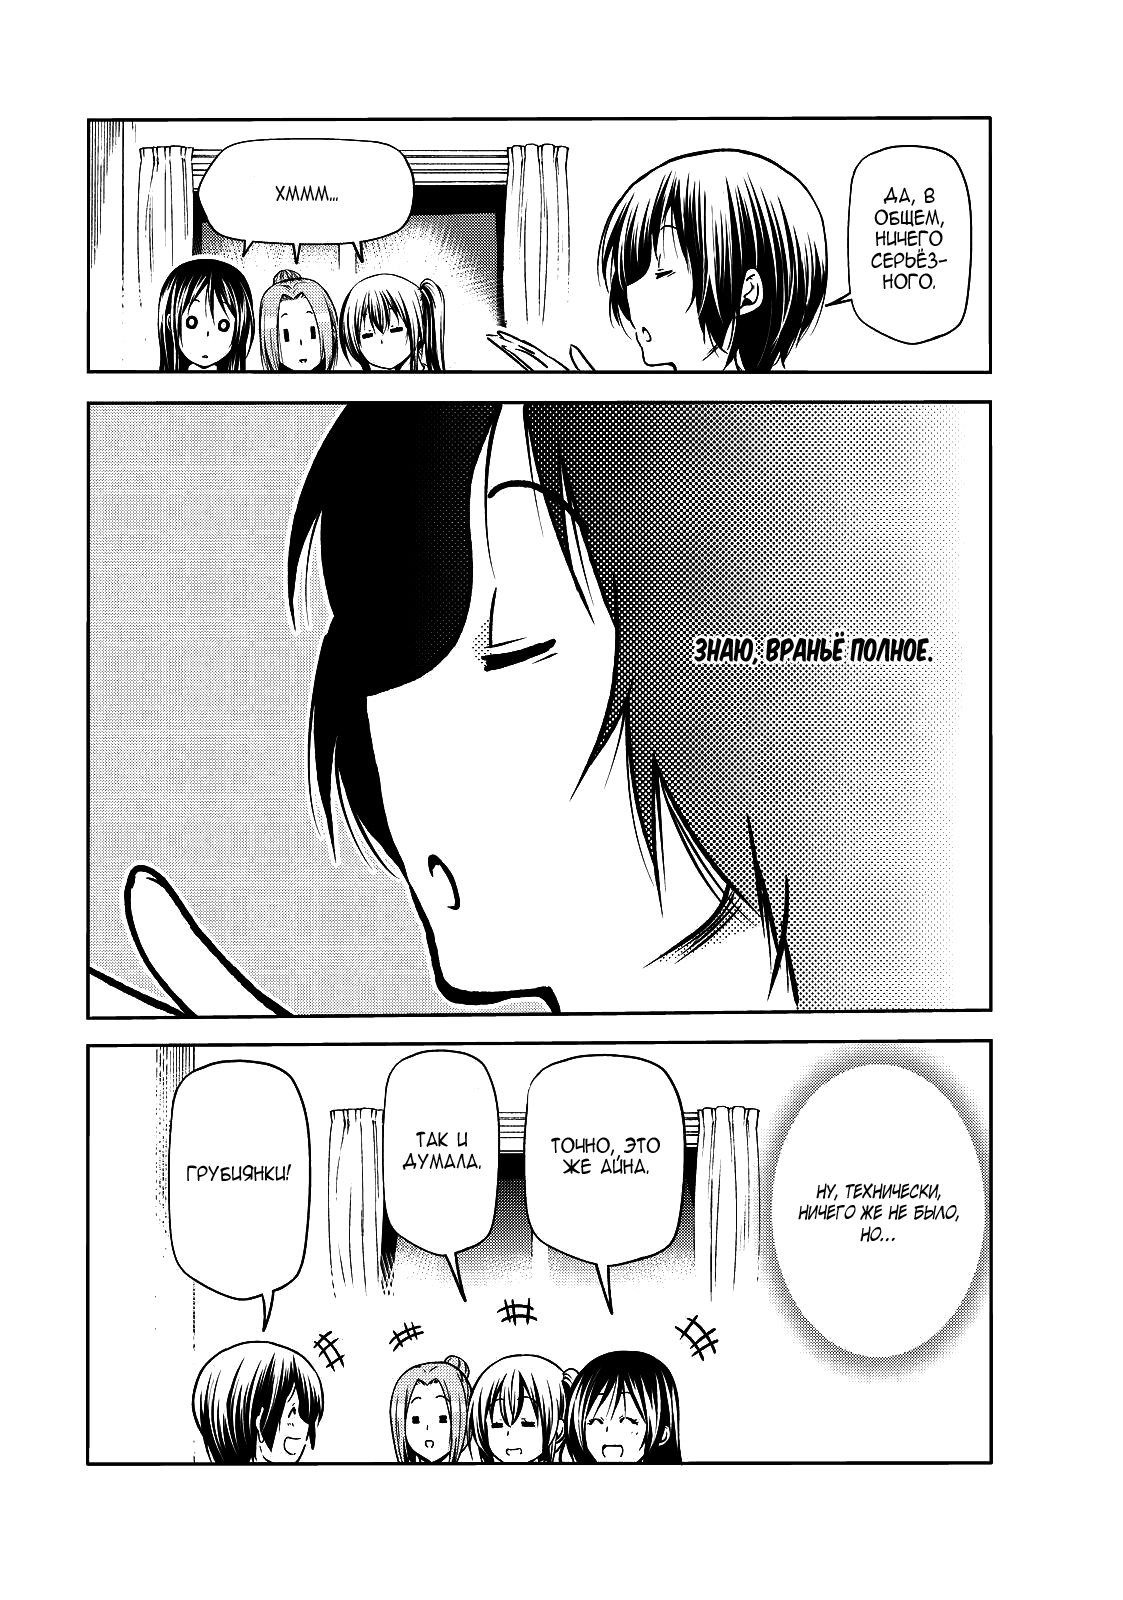 ДА, В
ОБЩЕМ,
НИЧЕГО
СЕРЬЁЗ-
НОГО.
ХМММ...
ЗНАЮ, ВРАНЬЁ ПОЛНОЕ.
НУ, ТЕХНИЧЕСКИ,
НИЧЕГО ЖЕ НЕ БЫЛО,
НО...
ТОЧНО, ЭТО
ЖЕ АЙНА.
ТАК И
ДУМАЛА.
ГРУБИЯНКИ!